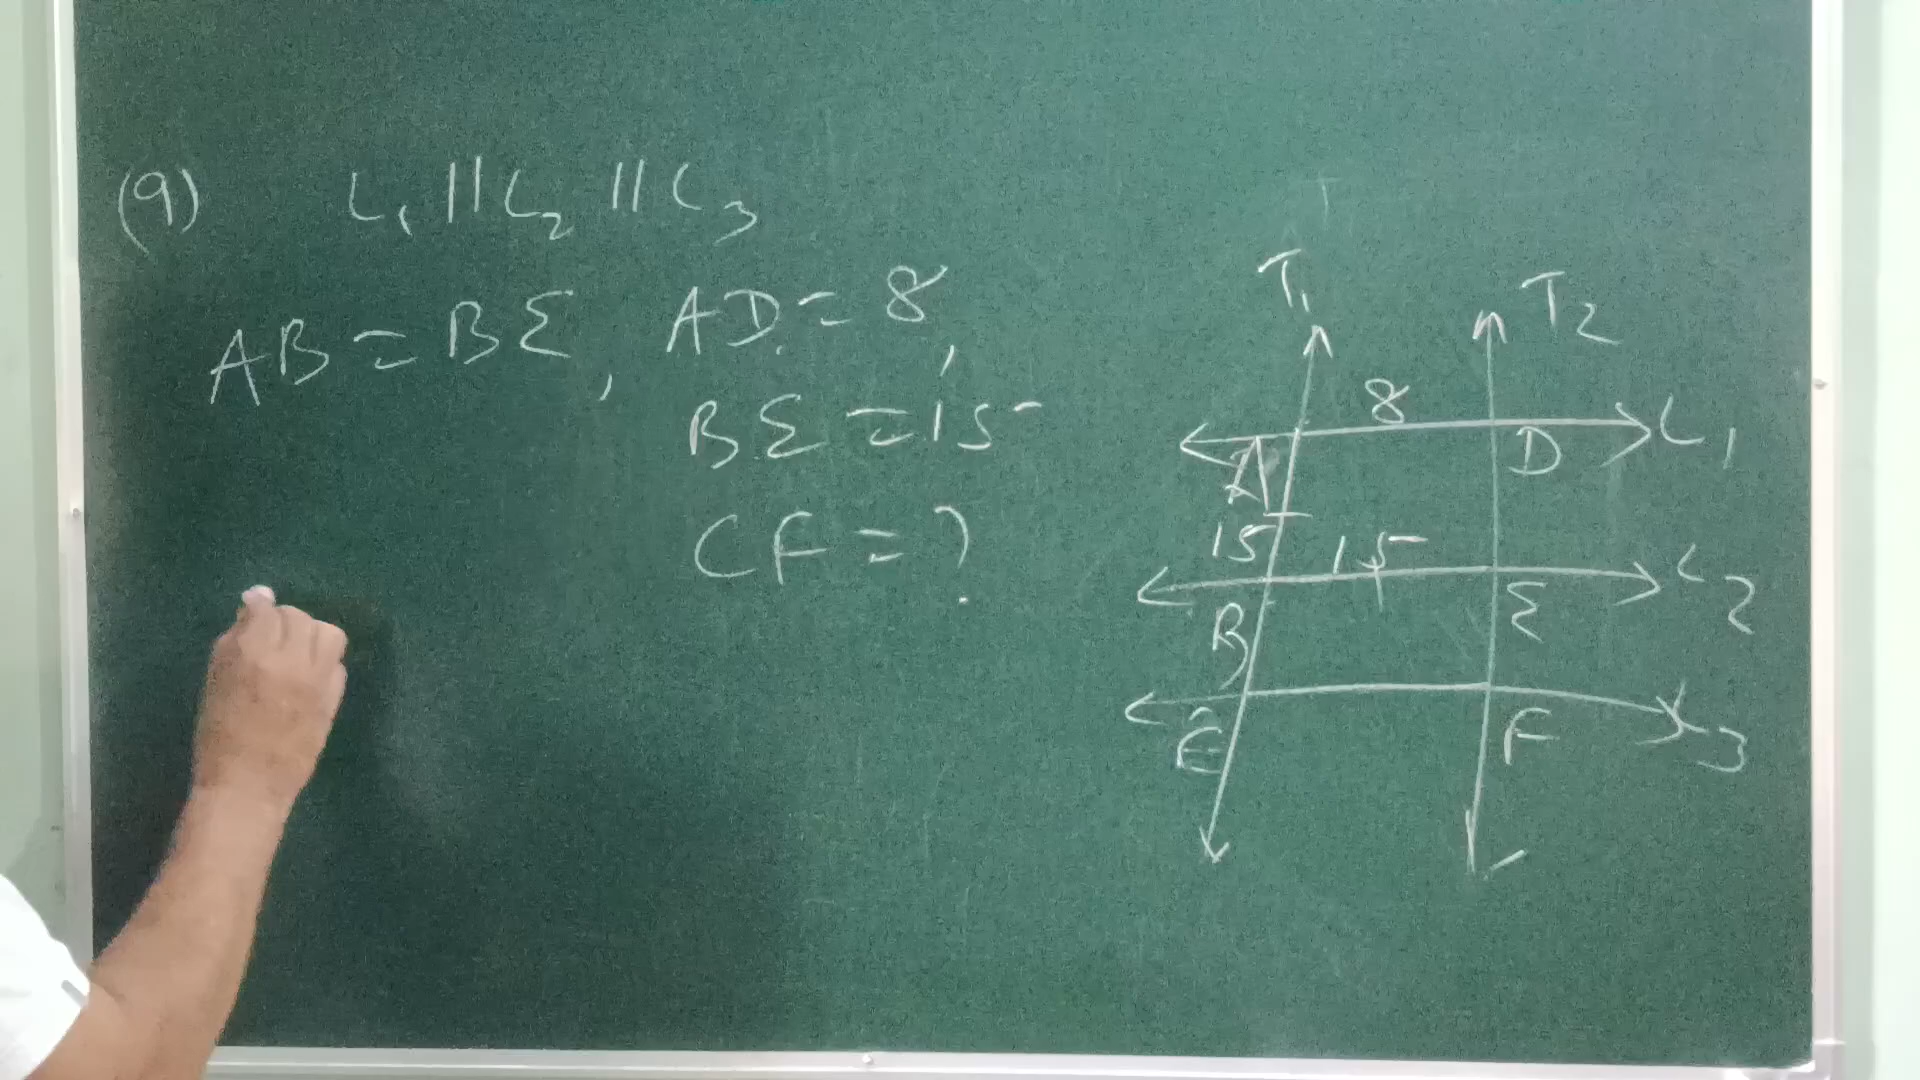 (9) L₁ || L₂ || L₃
AB = BE, AD = 8,
BE = 15
CF = ?
T
T₁ T₂
8
L₁
A D
15 15
L₂
B E
L₃
C F